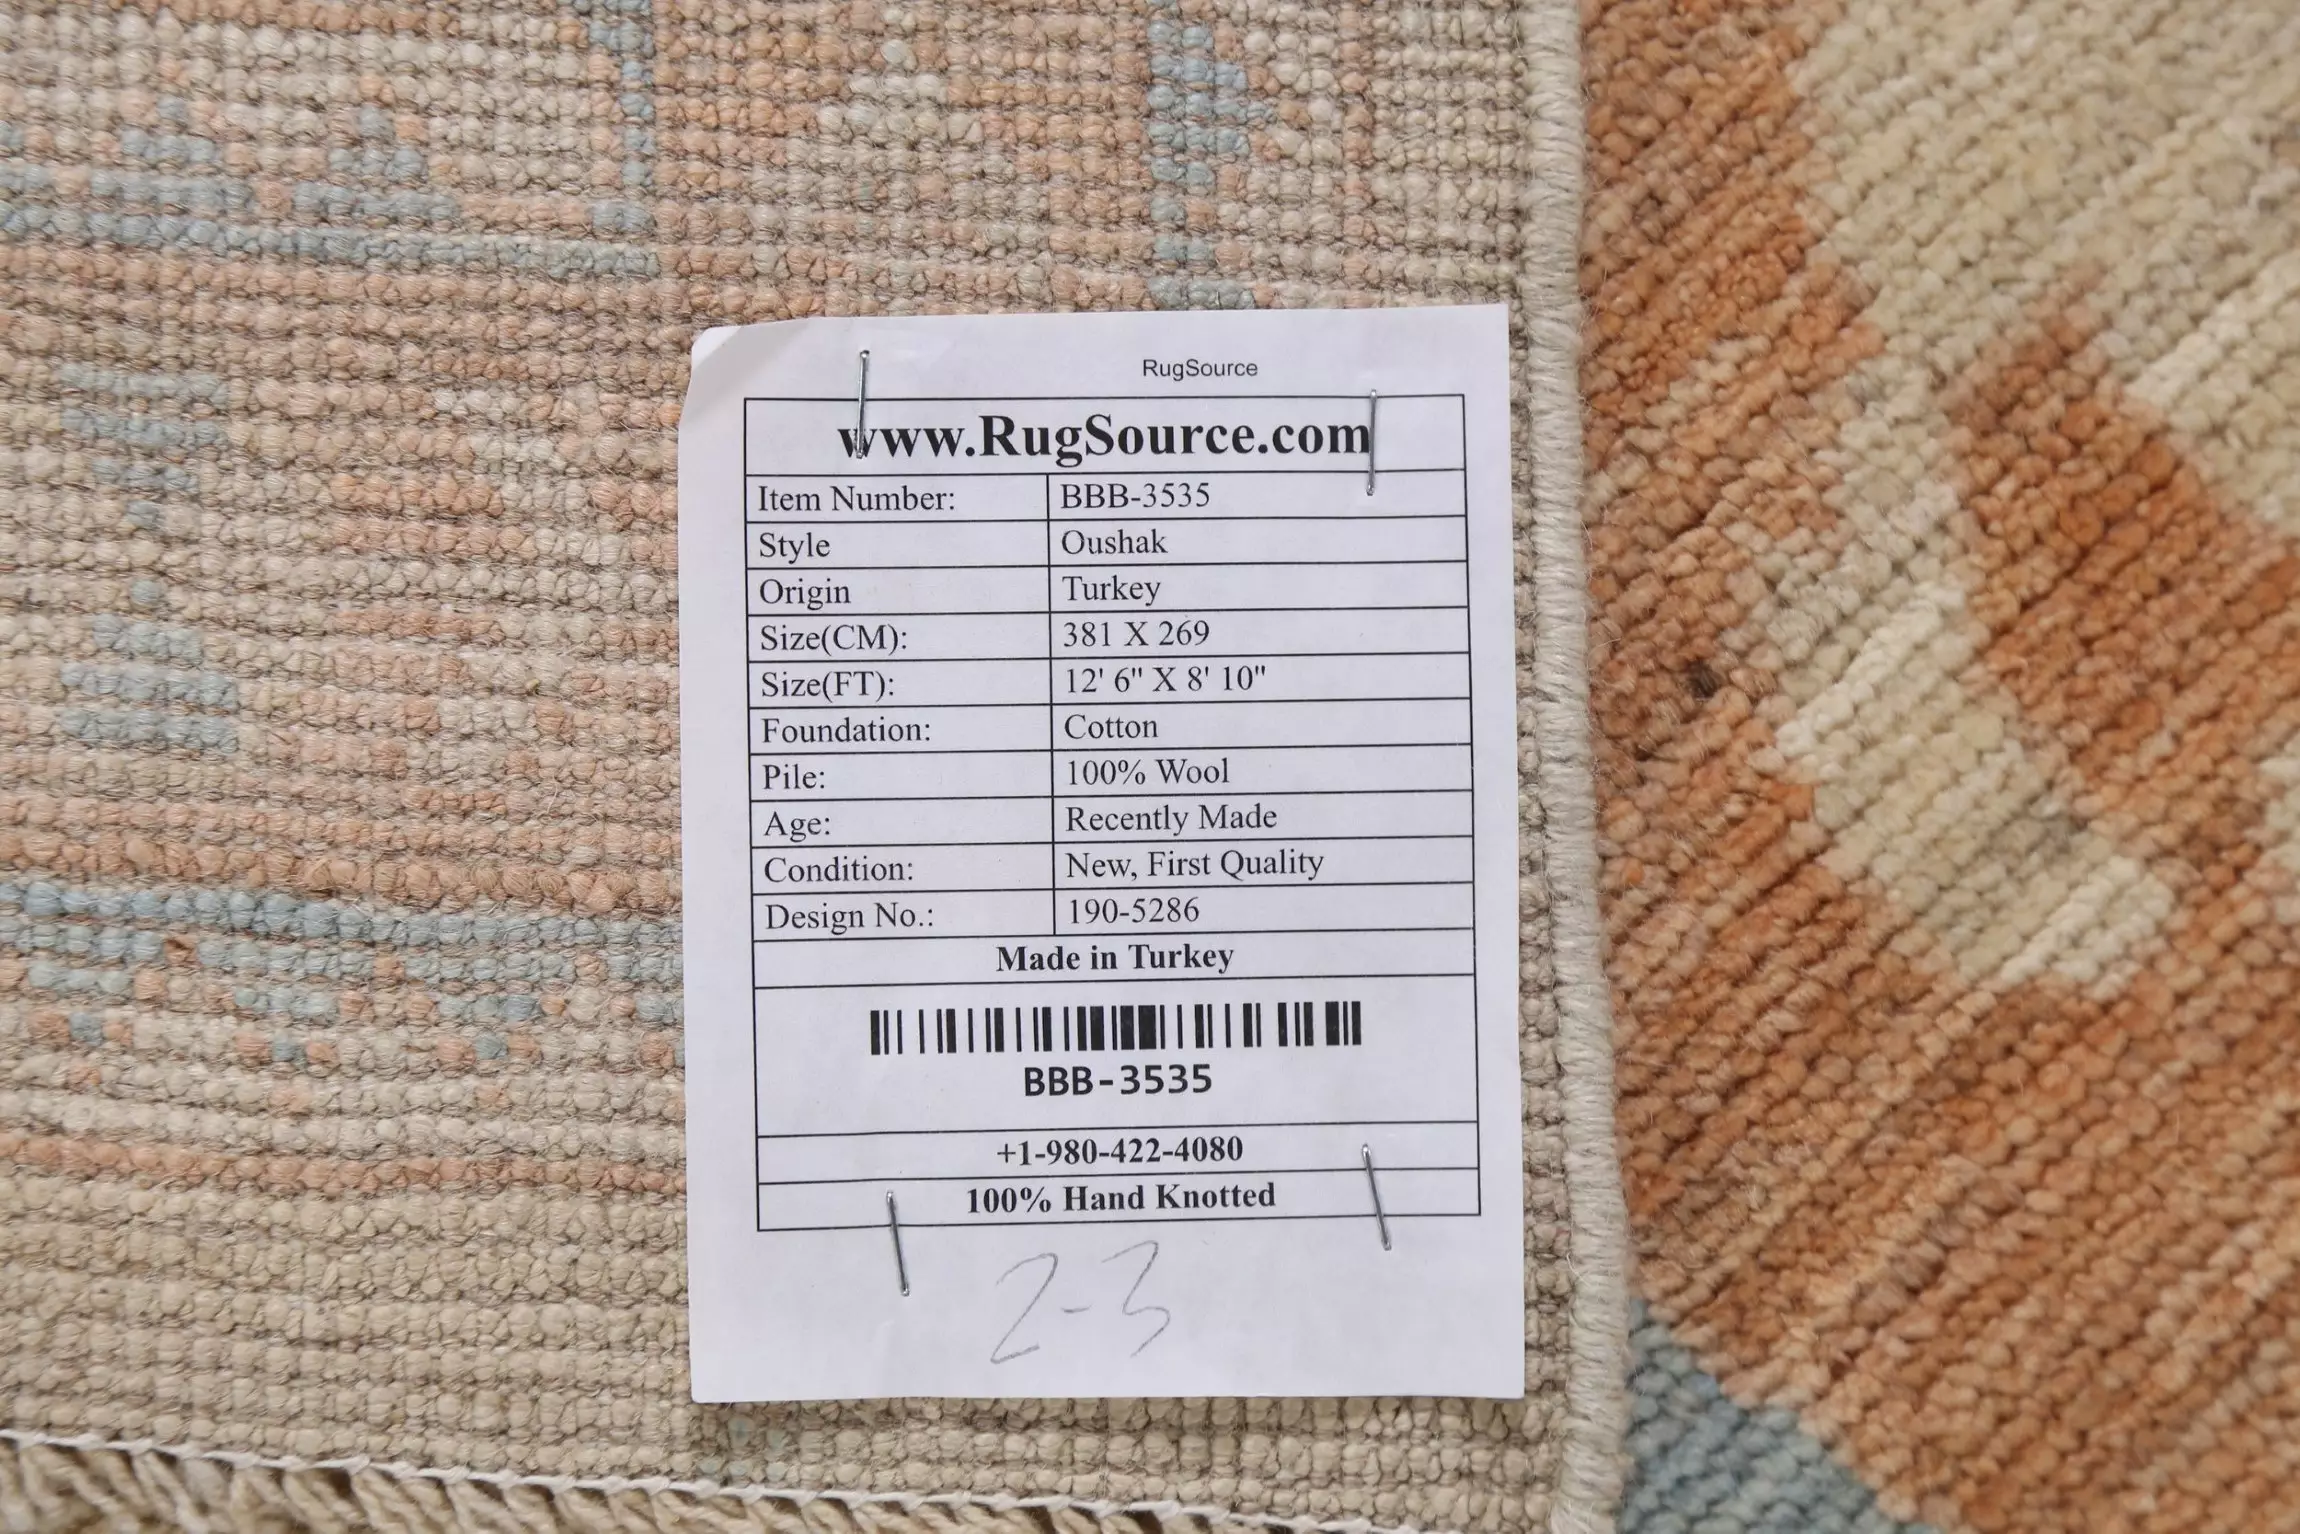 RugSource
www.RugSource.com
Item Number: BBB-3535
Style Oushak
Origin Turkey
Size(CM): 381 X 269
Size(FT): 12' 6" X 8' 10"
Foundation: Cotton
Pile: 100% Wool
Age: Recently Made
Condition: New, First Quality
Design No.: 190-5286
Made in Turkey
BBB-3535
+1-980-422-4080
100% Hand Knotted
2-3